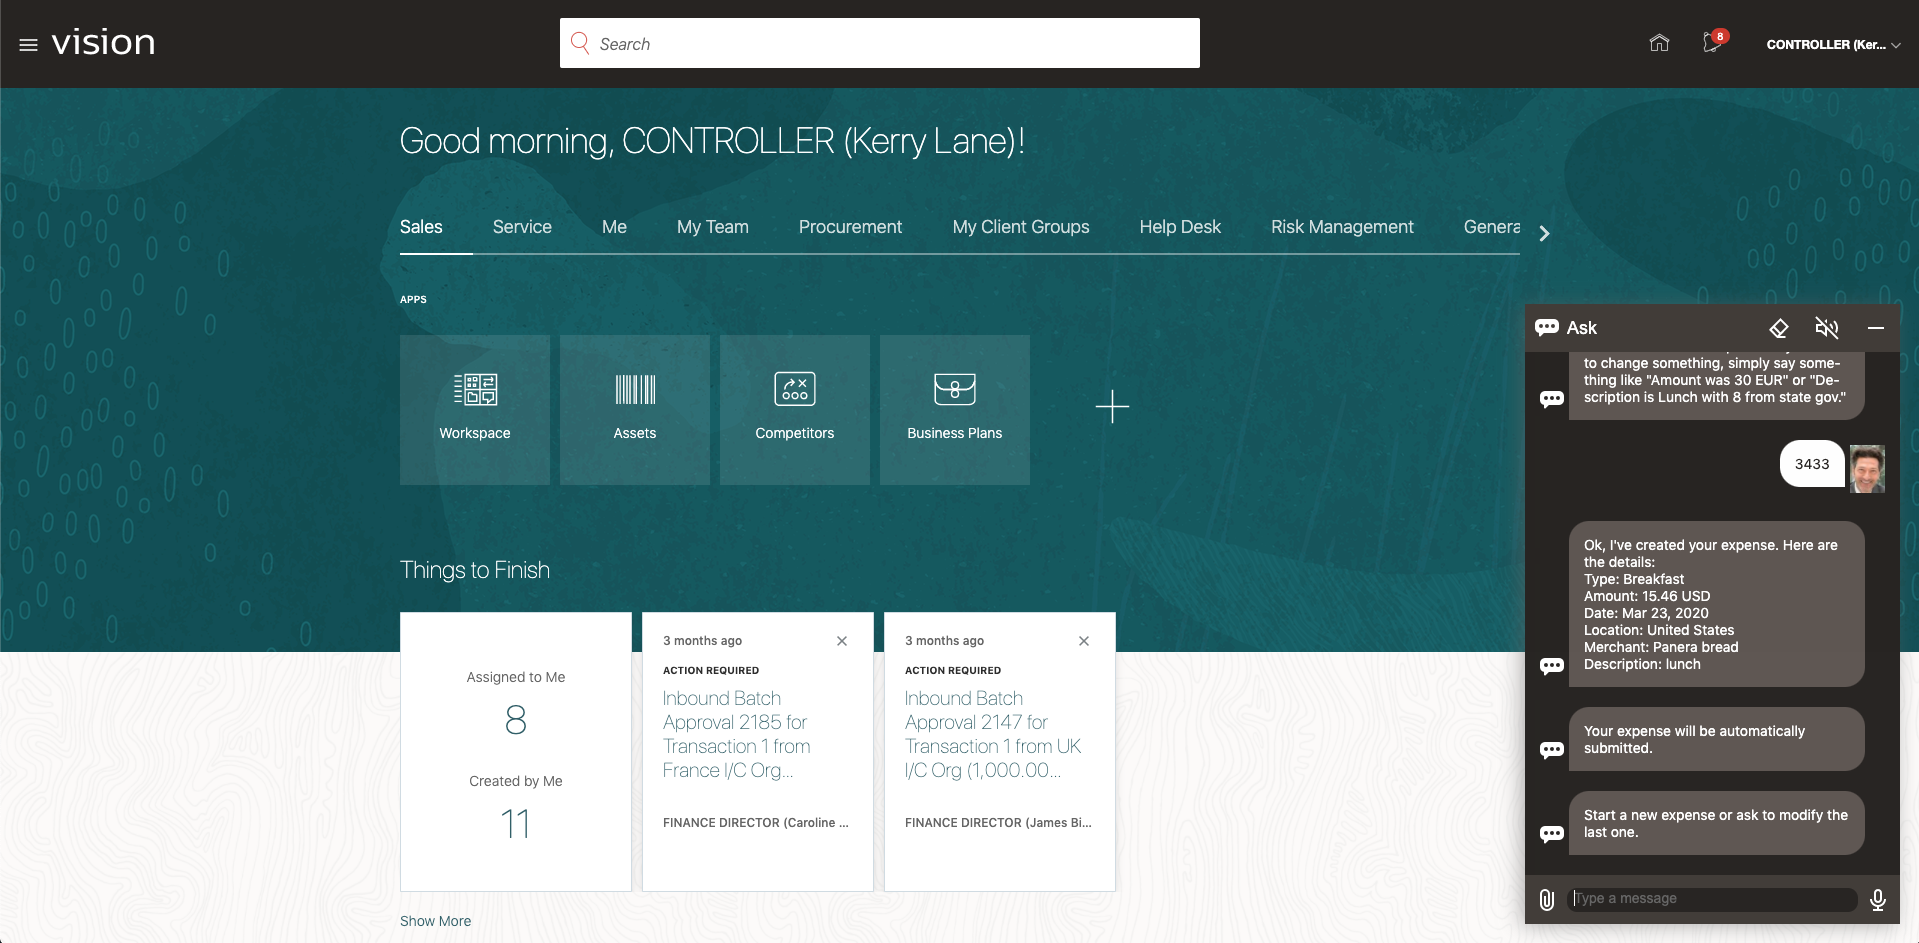 vision
Search
8
CONTROLLER (Ker...
Good morning, CONTROLLER (Kerry Lane)!
Sales
Service
Me
My Team
Procurement
My Client Groups
Help Desk
Risk Management
Genera
APPS
Workspace
Assets
Competitors
Business Plans
Things to Finish
Assigned to Me
8
Created by Me
11
3 months ago
ACTION REQUIRED
Inbound Batch
Approval 2185 for
Transaction 1 from
France I/C Org...
FINANCE DIRECTOR (Caroline ...
3 months ago
ACTION REQUIRED
Inbound Batch
Approval 2147 for
Transaction 1 from UK
I/C Org (1,000.00...
FINANCE DIRECTOR (James Bi...
Show More
Ask
to change something, simply say some-
thing like "Amount was 30 EUR" or "De-
scription is Lunch with 8 from state gov."
3433
Ok, I've created your expense. Here are
the details:
Type: Breakfast
Amount: 15.46 USD
Date: Mar 23, 2020
Location: United States
Merchant: Panera bread
Description: lunch
Your expense will be automatically
submitted.
Start a new expense or ask to modify the
last one.
Type a message